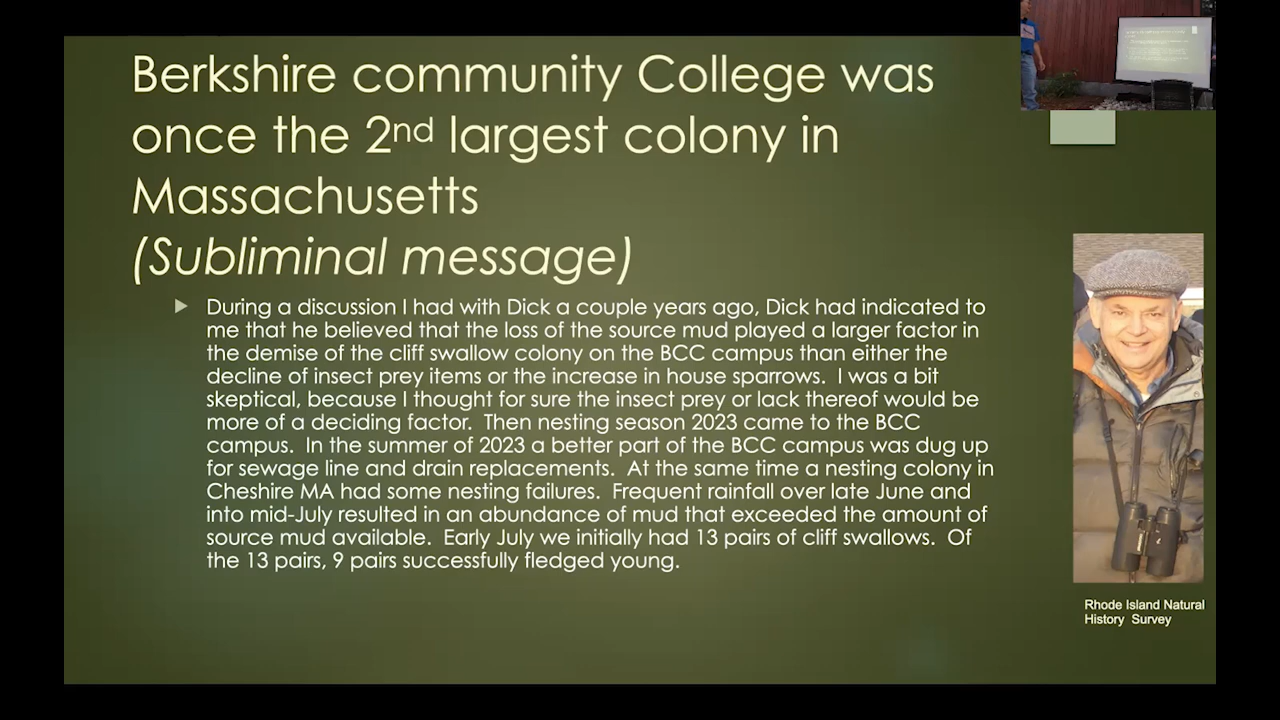 Berkshire community College was
once the 2nd largest colony in
Massachusetts
(Subliminal message)
During a discussion I had with Dick a couple years ago, Dick had indicated to
me that he believed that the loss of the source mud played a larger factor in
the demise of the cliff swallow colony on the BCC campus than either the
decline of insect prey items or the increase in house sparrows.  I was a bit
skeptical, because I thought for sure the insect prey or lack thereof would be
more of a deciding factor.  Then nesting season 2023 came to the BCC
campus.  In the summer of 2023 a better part of the BCC campus was dug up
for sewage line and drain replacements.  At the same time a nesting colony in
Cheshire MA had some nesting failures.  Frequent rainfall over late June and
into mid-July resulted in an abundance of mud that exceeded the amount of
source mud available.  Early July we initially had 13 pairs of cliff swallows.  Of
the 13 pairs, 9 pairs successfully fledged young.
Rhode Island Natural
History  Survey